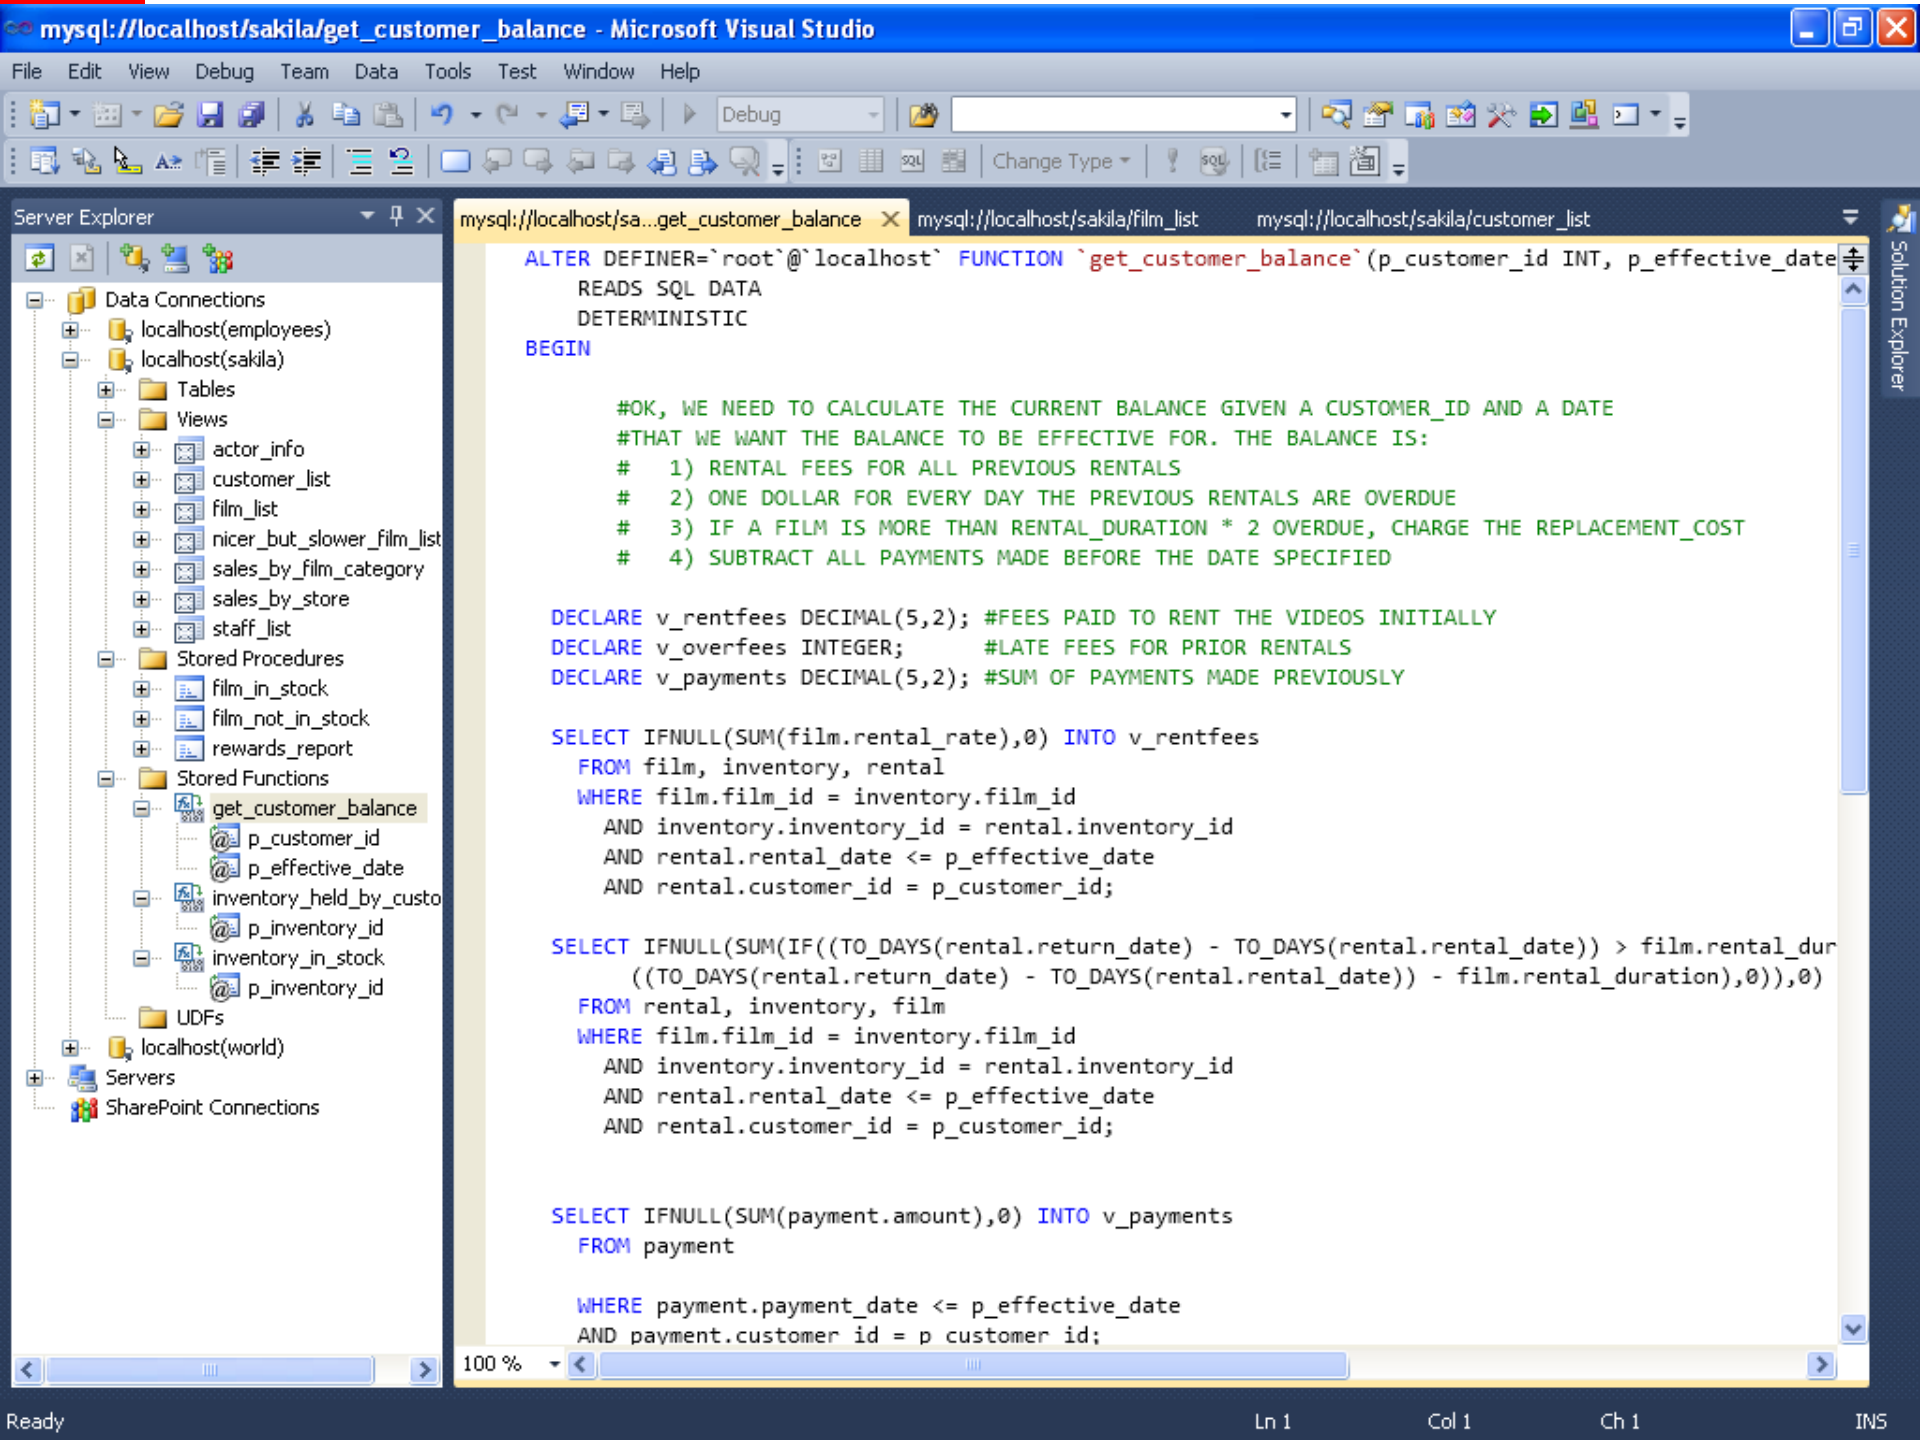 mysql://localhost/sakila/get_customer_balance - Microsoft Visual Studio
File Edit View Debug Team Data Tools Test Window Help
Debug
SQL Change Type SQL
Server Explorer
Data Connections
localhost(employees)
localhost(sakila)
Tables
Views
actor_info
customer_list
film_list
nicer_but_slower_film_list
sales_by_film_category
sales_by_store
staff_list
Stored Procedures
film_in_stock
film_not_in_stock
rewards_report
Stored Functions
get_customer_balance
p_customer_id
p_effective_date
inventory_held_by_custo
p_inventory_id
inventory_in_stock
p_inventory_id
UDFs
localhost(world)
Servers
SharePoint Connections
mysql://localhost/sa...get_customer_balance mysql://localhost/sakila/film_list mysql://localhost/sakila/customer_list
ALTER DEFINER=`root`@`localhost` FUNCTION `get_customer_balance`(p_customer_id INT, p_effective_date
READS SQL DATA
DETERMINISTIC
BEGIN
#OK, WE NEED TO CALCULATE THE CURRENT BALANCE GIVEN A CUSTOMER_ID AND A DATE
#THAT WE WANT THE BALANCE TO BE EFFECTIVE FOR. THE BALANCE IS:
# 1) RENTAL FEES FOR ALL PREVIOUS RENTALS
# 2) ONE DOLLAR FOR EVERY DAY THE PREVIOUS RENTALS ARE OVERDUE
# 3) IF A FILM IS MORE THAN RENTAL_DURATION * 2 OVERDUE, CHARGE THE REPLACEMENT_COST
# 4) SUBTRACT ALL PAYMENTS MADE BEFORE THE DATE SPECIFIED
DECLARE v_rentfees DECIMAL(5,2); #FEES PAID TO RENT THE VIDEOS INITIALLY
DECLARE v_overfees INTEGER; #LATE FEES FOR PRIOR RENTALS
DECLARE v_payments DECIMAL(5,2); #SUM OF PAYMENTS MADE PREVIOUSLY
SELECT IFNULL(SUM(film.rental_rate),0) INTO v_rentfees
FROM film, inventory, rental
WHERE film.film_id = inventory.film_id
AND inventory.inventory_id = rental.inventory_id
AND rental.rental_date <= p_effective_date
AND rental.customer_id = p_customer_id;
SELECT IFNULL(SUM(IF((TO_DAYS(rental.return_date) - TO_DAYS(rental.rental_date)) > film.rental_dur
((TO_DAYS(rental.return_date) - TO_DAYS(rental.rental_date)) - film.rental_duration),0)),0)
FROM rental, inventory, film
WHERE film.film_id = inventory.film_id
AND inventory.inventory_id = rental.inventory_id
AND rental.rental_date <= p_effective_date
AND rental.customer_id = p_customer_id;
SELECT IFNULL(SUM(payment.amount),0) INTO v_payments
FROM payment
WHERE payment.payment_date <= p_effective_date
AND payment.customer_id = p_customer_id;
100 %
Solution Explorer
Ready Ln 1 Col 1 Ch 1 INS